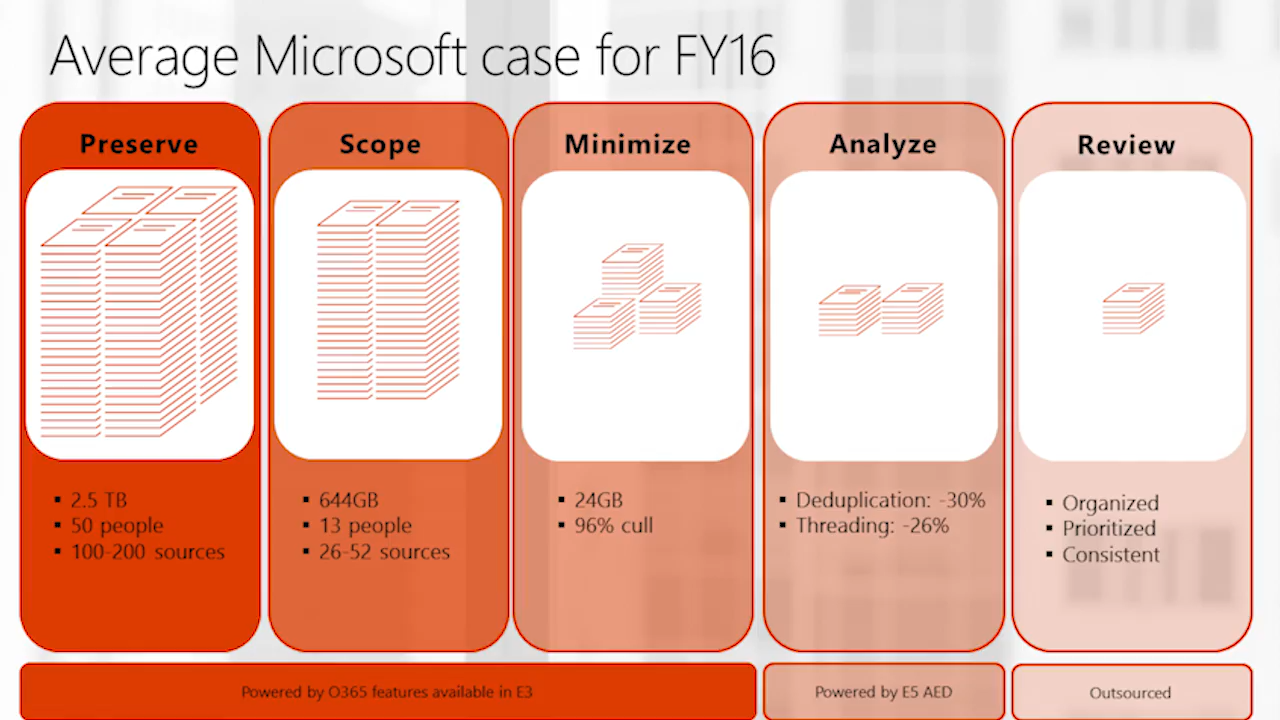 Average Microsoft case for FY16
Preserve
▪ 2.5 TB
▪ 50 people
▪ 100-200 sources
Scope
▪ 644GB
▪ 13 people
▪ 26-52 sources
Minimize
▪ 24GB
▪ 96% cull
Analyze
▪ Deduplication: -30%
▪ Threading: -26%
Review
▪ Organized
▪ Prioritized
▪ Consistent
Powered by O365 features available in E3
Powered by E5 AED
Outsourced